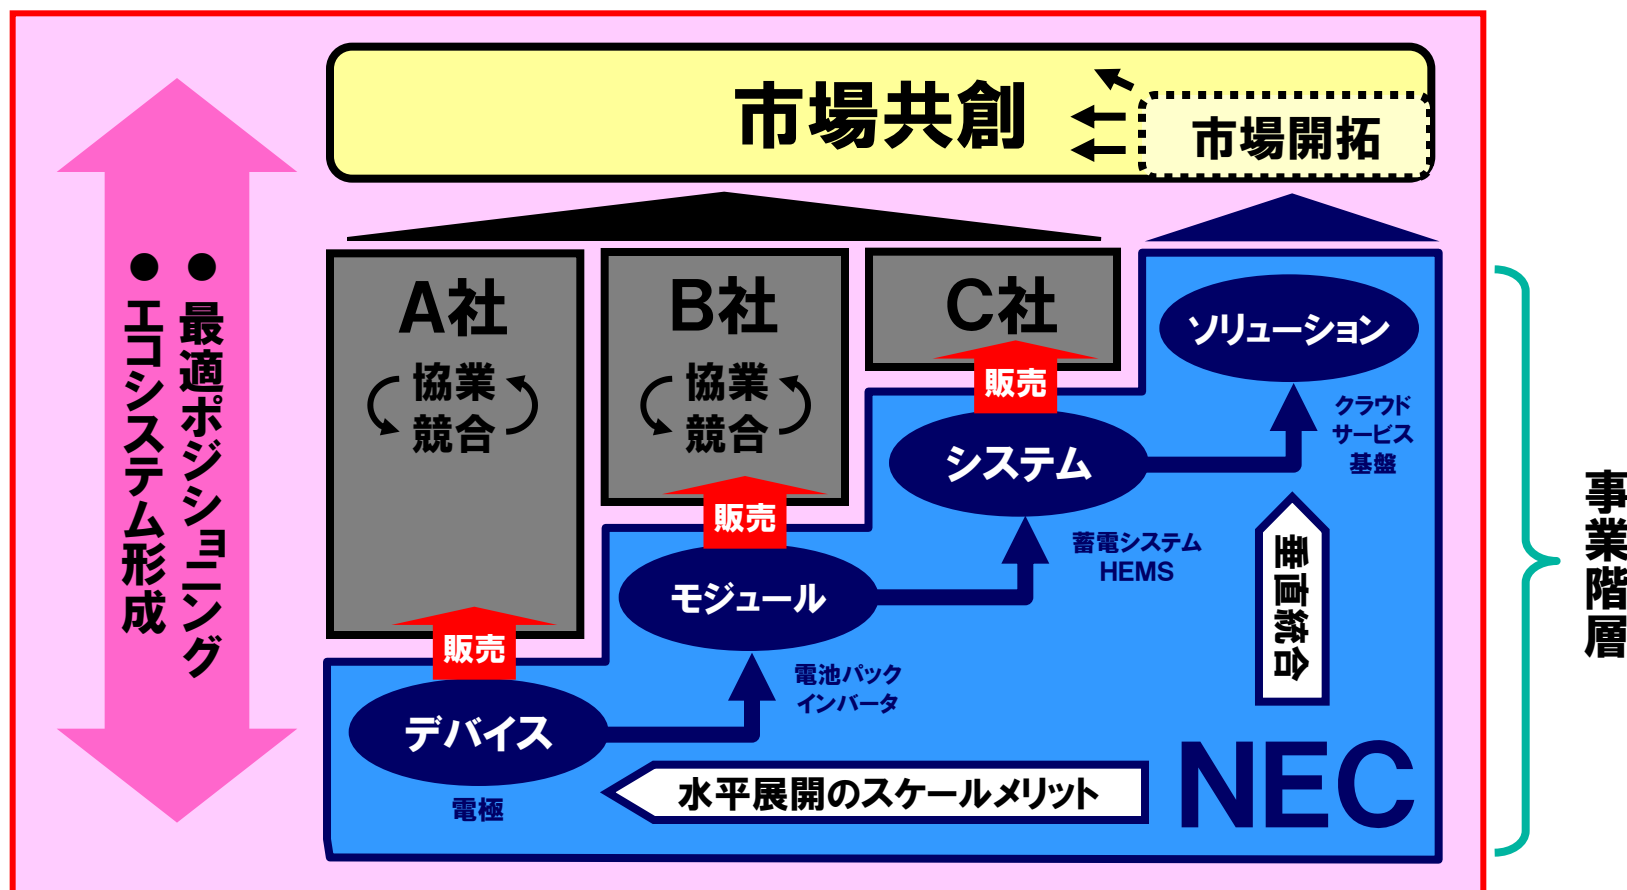 市場共創
市場開拓
● 最適ポジショニング
● エコシステム形成
A社
協業
競合
B社
協業
競合
C社
販売
販売
販売
ソリューション
クラウド
サービス
基盤
システム
蓄電システム
HEMS
モジュール
電池パック
インバータ
デバイス
電極
垂直統合
水平展開のスケールメリット
NEC
事業階層